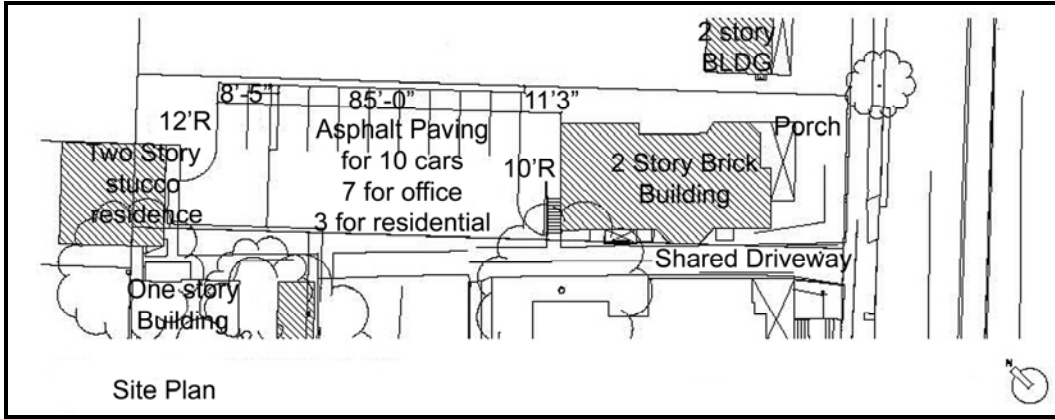 2 story
BLDG
8'-5"
85'-0"
11'3"
12'R
Asphalt Paving
for 10 cars
7 for office
3 for residential
Porch
Two Story
stucco
residence
10'R
2 Story Brick
Building
Shared Driveway
One story
Building
Site Plan
N